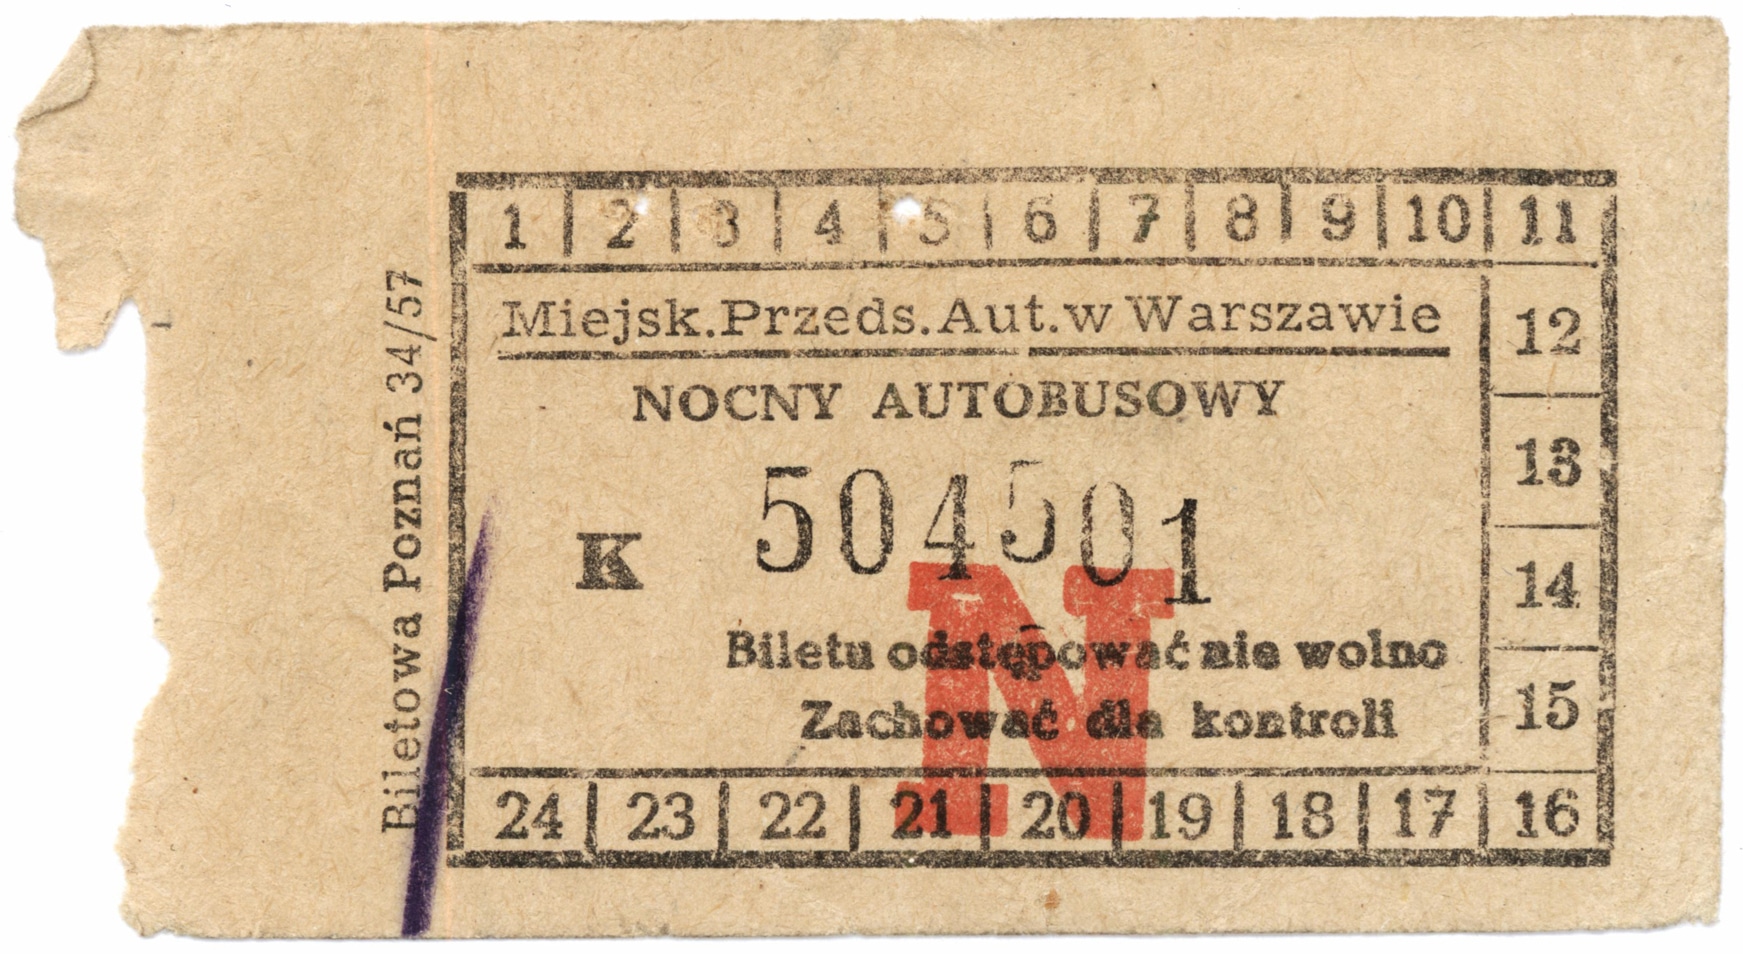 1 2 3 4 5 6 7 8 9 10 11
Miejsk.Przeds.Aut.w Warszawie
12
NOCNY AUTOBUSOWY
13
K 504501
14
N
Biletu odstępować nie wolno
15
Zachować dla kontroli
24 23 22 21 20 19 18 17 16
Biletowa Poznań 34/57